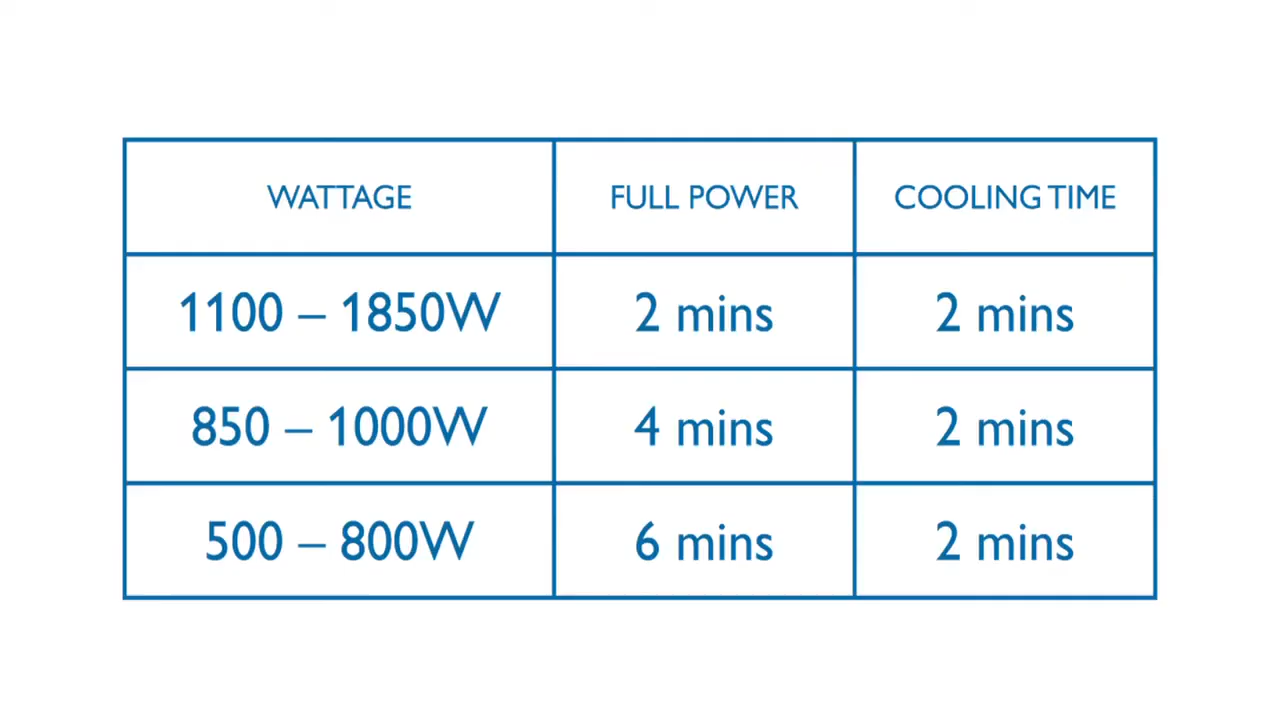 WATTAGE FULL POWER COOLING TIME
1100 – 1850W 2 mins 2 mins
850 – 1000W 4 mins 2 mins
500 – 800W 6 mins 2 mins